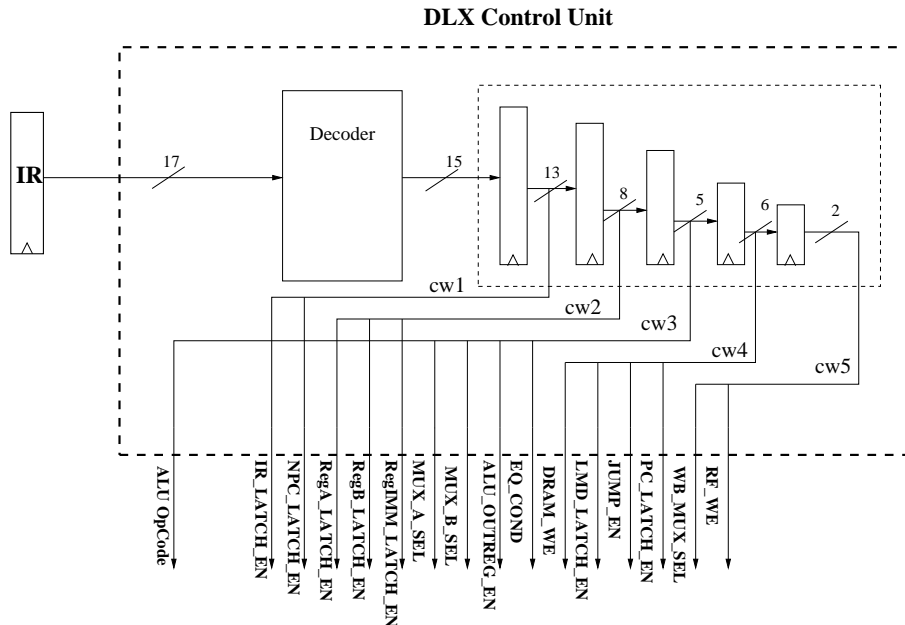 DLX Control Unit
IR
17
Decoder
15
13
8
5
6
2
cw1
cw2
cw3
cw4
cw5
ALU OpCode
IR_LATCH_EN
NPC_LATCH_EN
RegA_LATCH_EN
RegB_LATCH_EN
RegIMM_LATCH_EN
MUX_A_SEL
MUX_B_SEL
ALU_OUTREG_EN
EQ_COND
DRAM_WE
LMD_LATCH_EN
JUMP_EN
PC_LATCH_EN
WB_MUX_SEL
RF_WE